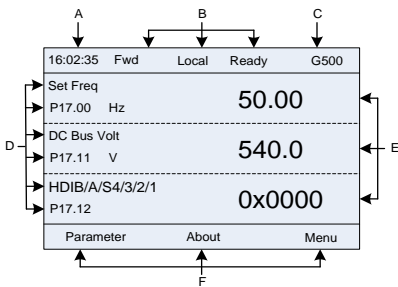 A B C
16:02:35 Fwd Local Ready G500
Set Freq
P17.00 Hz 50.00
DC Bus Volt
P17.11 V 540.0
HDIB/A/S4/3/2/1
P17.12 0x0000
D E
Parameter About Menu
F